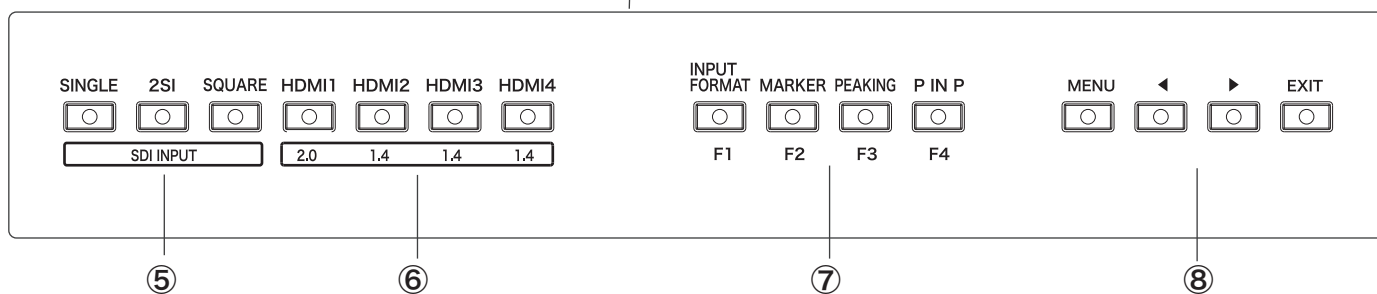 INPUT
SINGLE 2SI SQUARE HDMI1 HDMI2 HDMI3 HDMI4 FORMAT MARKER PEAKING P IN P MENU ◀ ▶ EXIT
SDI INPUT 2.0 1.4 1.4 1.4 F1 F2 F3 F4
⑤ ⑥ ⑦ ⑧